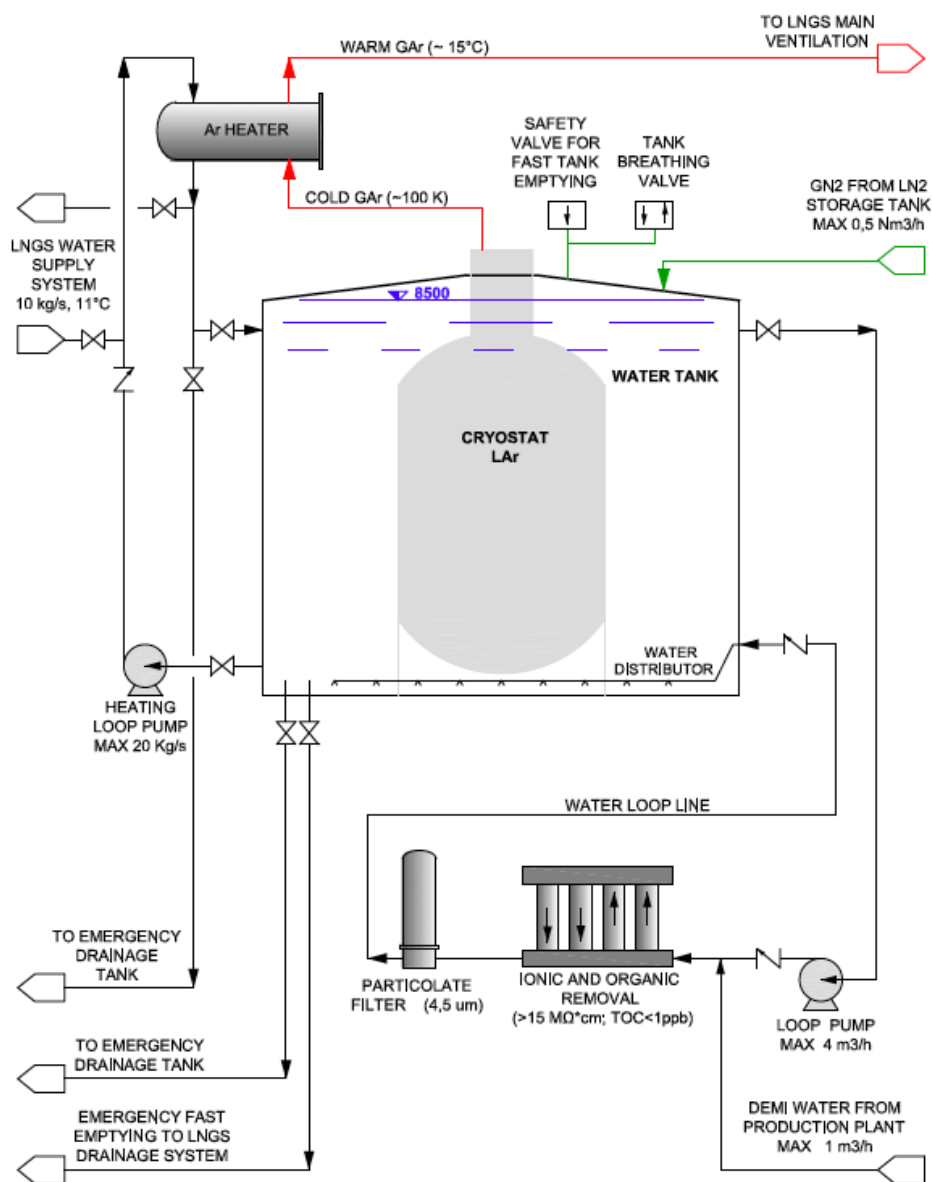 TO LNGS MAIN
VENTILATION
WARM GAr (~ 15°C)
Ar HEATER
SAFETY
VALVE FOR
FAST TANK
EMPTYING
TANK
BREATHING
VALVE
COLD GAr (~100 K)
GN2 FROM LN2
STORAGE TANK
MAX 0,5 Nm3/h
LNGS WATER
SUPPLY
SYSTEM
10 kg/s, 11°C
8500
WATER TANK
CRYOSTAT
LAr
WATER
DISTRIBUTOR
HEATING
LOOP PUMP
MAX 20 Kg/s
WATER LOOP LINE
TO EMERGENCY
DRAINAGE
TANK
PARTICOLATE
FILTER (4,5 um)
IONIC AND ORGANIC
REMOVAL
(>15 MΩ*cm; TOC<1ppb)
LOOP PUMP
MAX 4 m3/h
TO EMERGENCY
DRAINAGE TANK
EMERGENCY FAST
EMPTYING TO LNGS
DRAINAGE SYSTEM
DEMI WATER FROM
PRODUCTION PLANT
MAX 1 m3/h